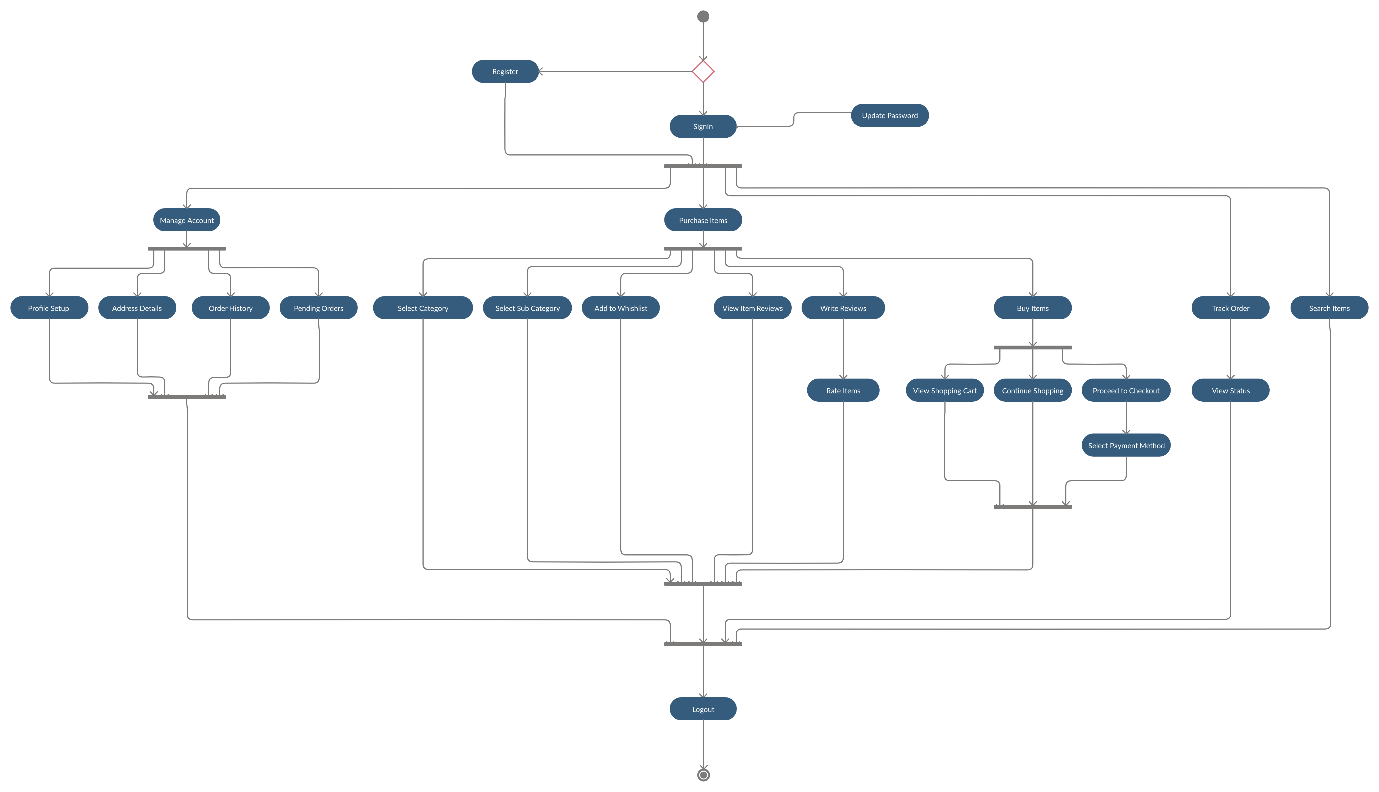 Register
SignIn
Update Password
Manage Account
Purchase Items
Profile Setup
Address Details
Order History
Pending Orders
Select Category
Select Sub Category
Add to Whishlist
View Item Reviews
Write Reviews
Buy Items
Track Order
Search Items
Rate Items
View Shopping Cart
Continue Shopping
Proceed to Checkout
View Status
Select Payment Method
Logout